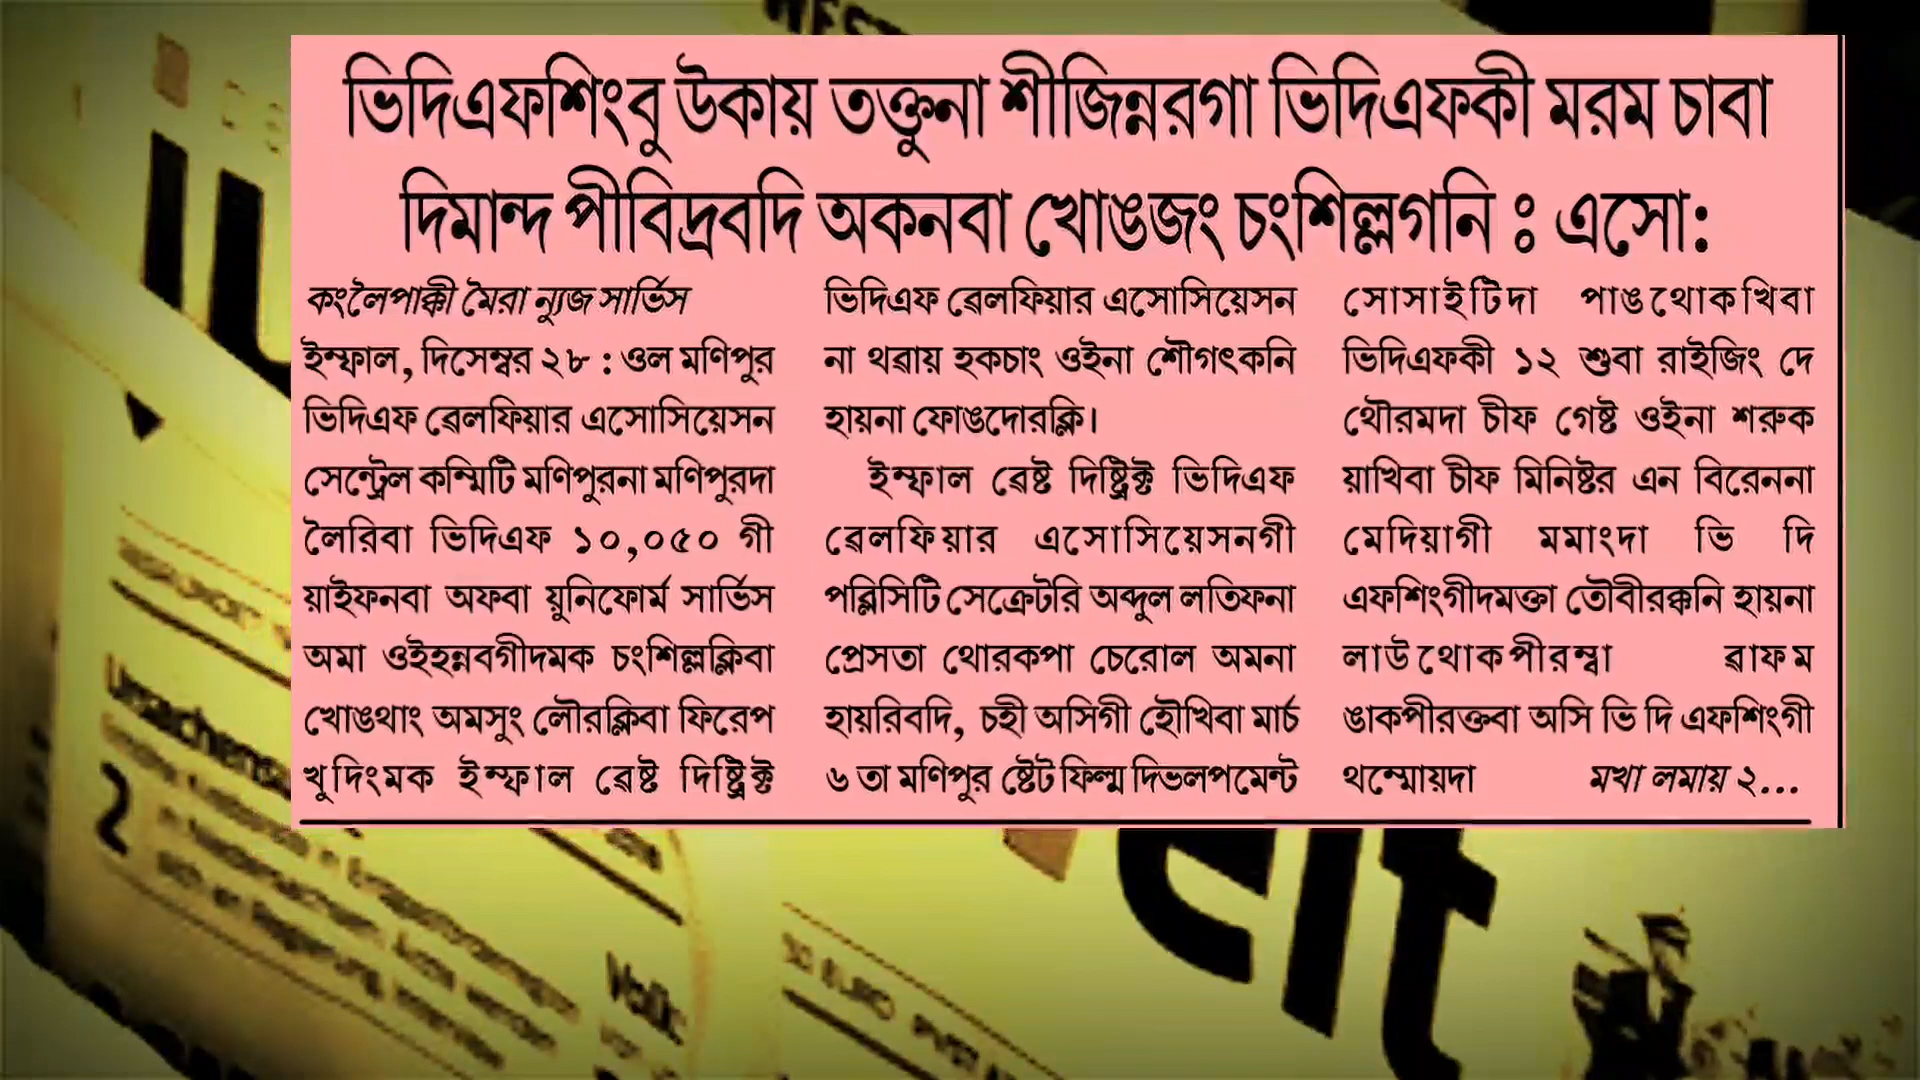 ভিদিএফশিংবু উকায় তক্তুনা শীজিন্নরগা ভিদিএফকী মরম চাবা
দিমান্দ পীবিদ্রবদি অকনবা খোঙজং চংশিল্লগনি ঃ এসো:
কংলৈপাক্কী মৈরা ন্যুজ সার্ভিস
ইম্ফাল, দিসেম্বর ২৮ : ওল মণিপুর
ভিদিএফ ৱেলফিয়ার এসোসিয়েসন
সেন্ট্রেল কম্মিটি মণিপুরনা মণিপুরদা
লৈরিবা ভিদিএফ ১০,০৫০ গী
য়াইফনবা অফবা য়ুনিফোর্ম সার্ভিস
অমা ওইহন্নবগীদমক চংশিল্লক্লিবা
খোঙথাং অমসুং লৌরক্লিবা ফিরেপ
খুদিংমক ইম্ফাল ৱেষ্ট দিষ্ট্রিক্ট
ভিদিএফ ৱেলফিয়ার এসোসিয়েসন
না থৱায় হকচাং ওইনা শৌগৎকনি
হায়না ফোঙদোরক্লি।
ইম্ফাল ৱেষ্ট দিষ্ট্রিক্ট ভিদিএফ
ৱেলফিয়ার এসোসিয়েসনগী
পব্লিসিটি সেক্রেটরি অব্দুল লতিফনা
প্রেসতা থোরকপা চেরোল অমনা
হায়রিবদি, চহী অসিগী হৌখিবা মার্চ
৬ তা মণিপুর ষ্টেট ফিল্ম দিভলপমেন্ট
সোসাইটিদা পাঙথোকখিবা
ভিদিএফকী ১২ শুবা রাইজিং দে
থৌরমদা চীফ গেষ্ট ওইনা শরুক
য়াখিবা চীফ মিনিষ্টর এন বিরেননা
মেদিয়াগী মমাংদা ভি দি
এফশিংগীদমক্তা তৌবীরক্কনি হায়না
লাউথোকপীরম্বা ৱাফম
ঙাকপীরক্তবা অসি ভি দি এফশিংগী
থম্মোয়দা মখা লমায় ২...
Ursachen
2